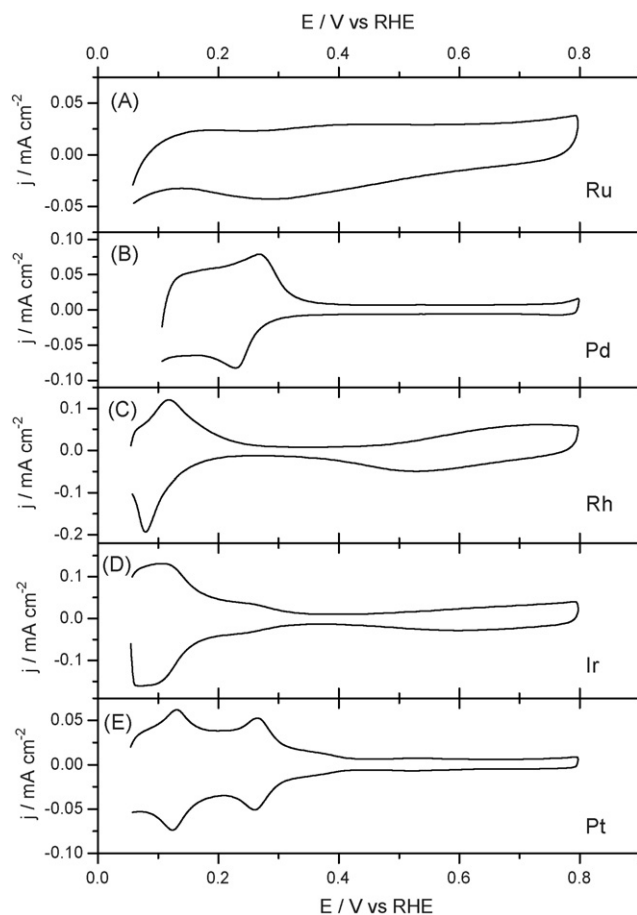 E / V vs RHE
0.0 0.2 0.4 0.6 0.8
(A)
0.05
0.00
-0.05
j / mA cm⁻²
Ru
(B)
0.10
0.05
0.00
-0.05
-0.10
j / mA cm⁻²
Pd
(C)
0.1
0.0
-0.1
-0.2
j / mA cm⁻²
Rh
(D)
0.1
0.0
-0.1
j / mA cm⁻²
Ir
(E)
0.05
0.00
-0.05
-0.10
j / mA cm⁻²
Pt
0.0 0.2 0.4 0.6 0.8
E / V vs RHE